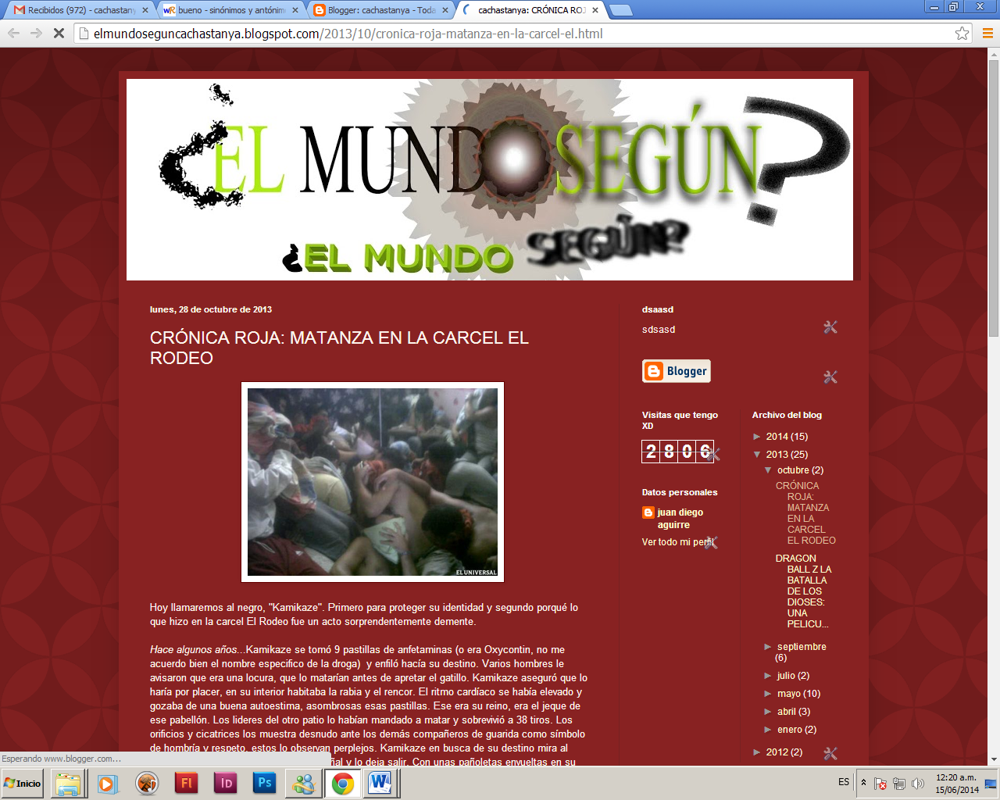 Recibidos (972) - cachastany
bueno - sinónimos y antónim
Blogger: cachastanya - Toda
cachastanya: CRÓNICA ROJ
elmundoseguncachastanya.blogspot.com/2013/10/cronica-roja-matanza-en-la-carcel-el.html
¿EL MUNDO SEGÚN?
¿EL MUNDO SEGÚN?
lunes, 28 de octubre de 2013
CRÓNICA ROJA: MATANZA EN LA CARCEL EL
RODEO
EL UNIVERSAL
Hoy llamaremos al negro, "Kamikaze". Primero para proteger su identidad y segundo porqué lo
que hizo en la carcel El Rodeo fue un acto sorprendentemente demente.
Hace algunos años...Kamikaze se tomó 9 pastillas de anfetaminas (o era Oxycontin, no me
acuerdo bien el nombre especifico de la droga)  y enfiló hacía su destino. Varios hombres le
avisaron que era una locura, que lo matarían antes de apretar el gatillo. Kamikaze aseguró que lo
haría por placer, en su interior habitaba la rabia y el rencor. El ritmo cardíaco se había elevado y
gozaba de una buena autoestima, asombrosas esas pastillas. Ese era su reino, era el jeque de
ese pabellón. Los lideres del otro patio lo habían mandado a matar y sobrevivió a 38 tiros. Los
orificios y cicatrices los muestra desnudo ante los demás compañeros de guarida como símbolo
de hombría y respeto, estos lo observan perplejos. Kamikaze en busca de su destino mira al
ñal y lo deja salir. Con unas pañoletas envueltas en su
dsaasd
sdsasd
Blogger
Visitas que tengo
XD
2806
Datos personales
juan diego
aguirre
Ver todo mi perfil
Archivo del blog
► 2014 (15)
▼ 2013 (25)
▼ octubre (2)
CRÓNICA
ROJA:
MATANZA
EN LA
CARCEL
EL RODEO
DRAGON
BALL Z LA
BATALLA
DE LOS
DIOSES:
UNA
PELICU...
► septiembre
(6)
► julio (2)
► mayo (10)
► abril (3)
► enero (2)
► 2012 (2)
Esperando www.blogger.com...
Inicio
Fl
Id
Ps
W
ES
12:20 a.m.
15/06/2014